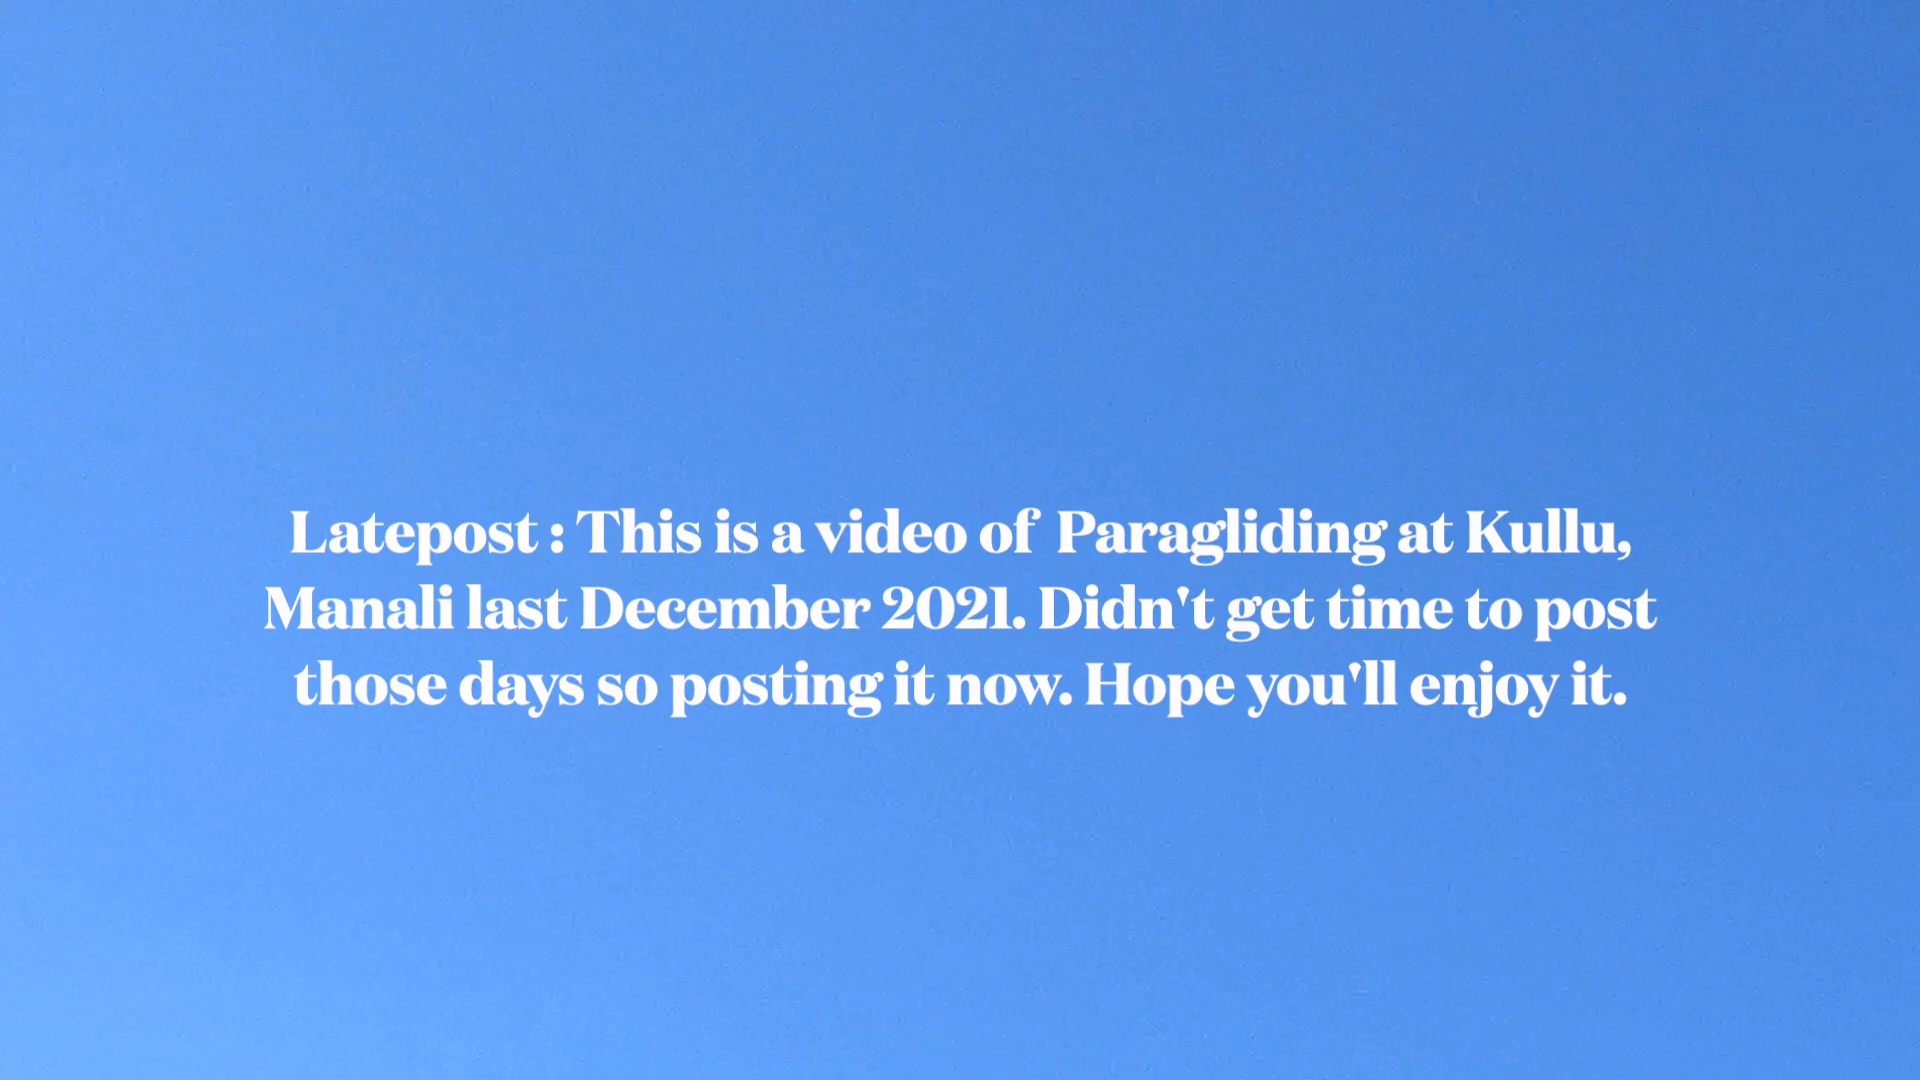 Latepost : This is a video of Paragliding at Kullu,
Manali last December 2021. Didn't get time to post
those days so posting it now. Hope you'll enjoy it.